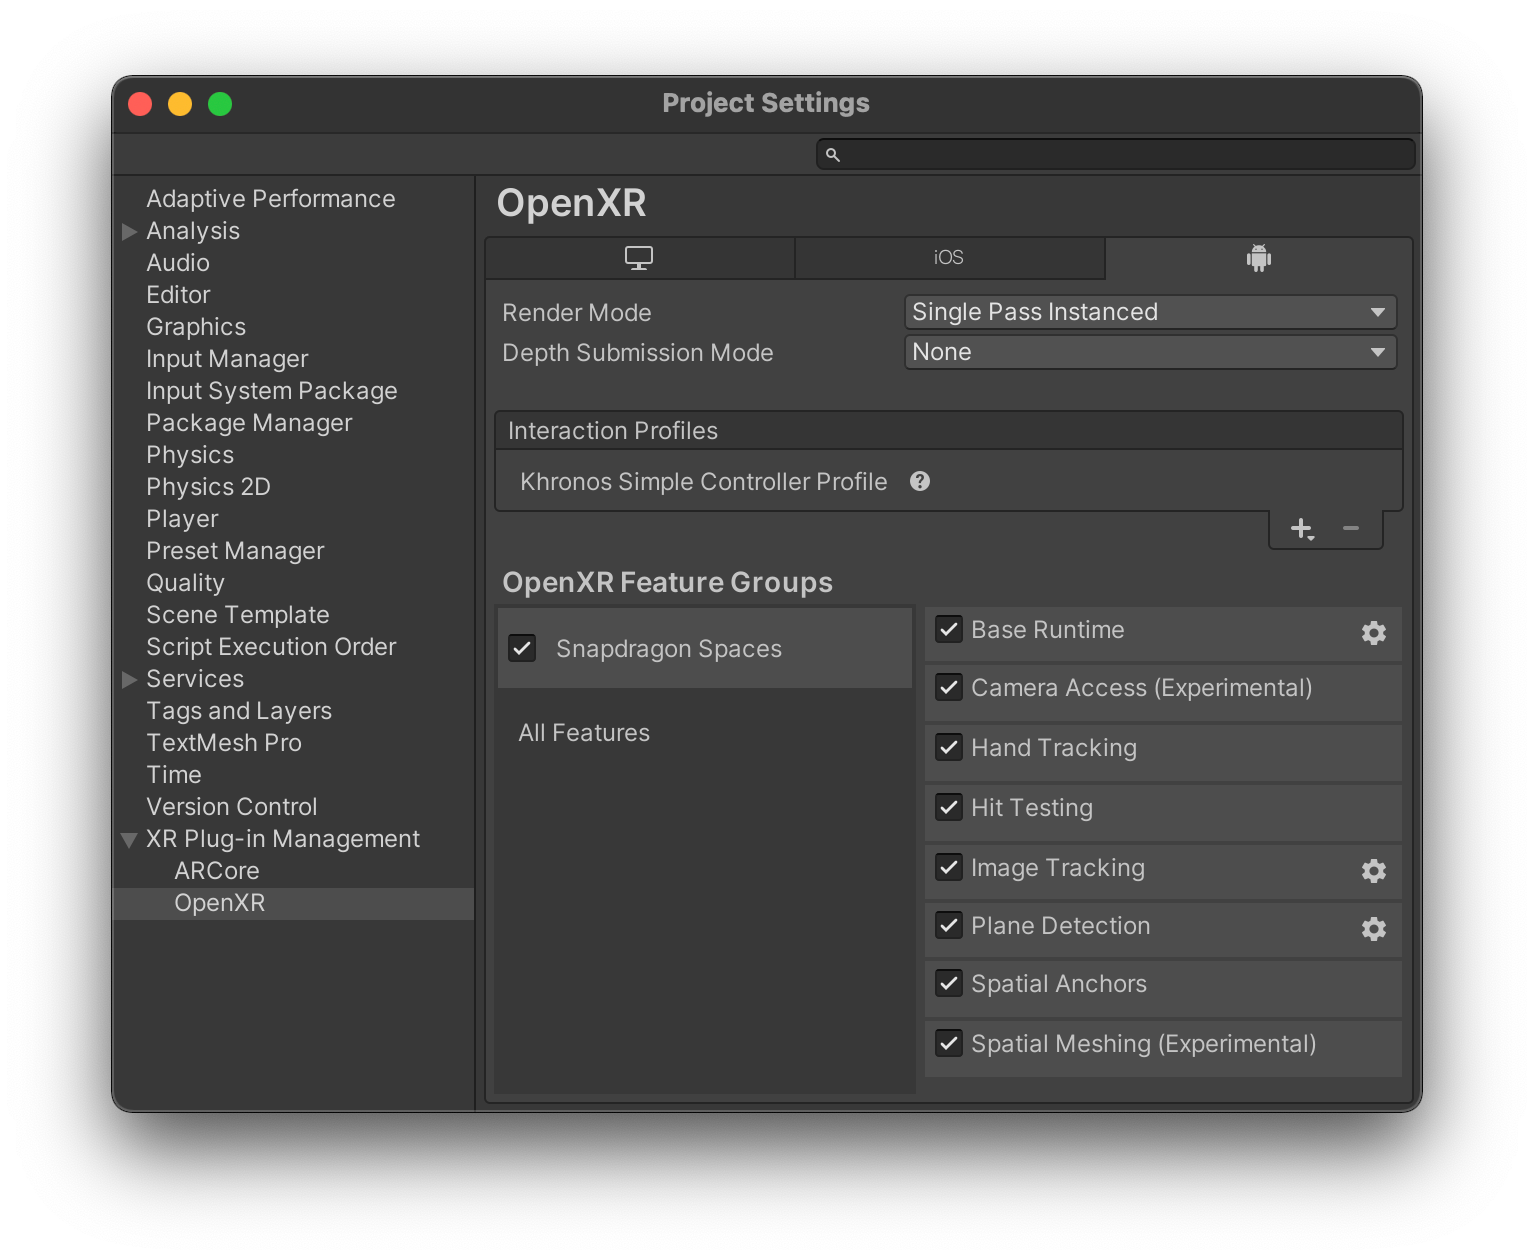 Project Settings
Adaptive Performance
Analysis
Audio
Editor
Graphics
Input Manager
Input System Package
Package Manager
Physics
Physics 2D
Player
Preset Manager
Quality
Scene Template
Script Execution Order
Services
Tags and Layers
TextMesh Pro
Time
Version Control
XR Plug-in Management
ARCore
OpenXR
OpenXR
iOS
Render Mode
Single Pass Instanced
Depth Submission Mode
None
Interaction Profiles
Khronos Simple Controller Profile
OpenXR Feature Groups
Snapdragon Spaces
All Features
Base Runtime
Camera Access (Experimental)
Hand Tracking
Hit Testing
Image Tracking
Plane Detection
Spatial Anchors
Spatial Meshing (Experimental)